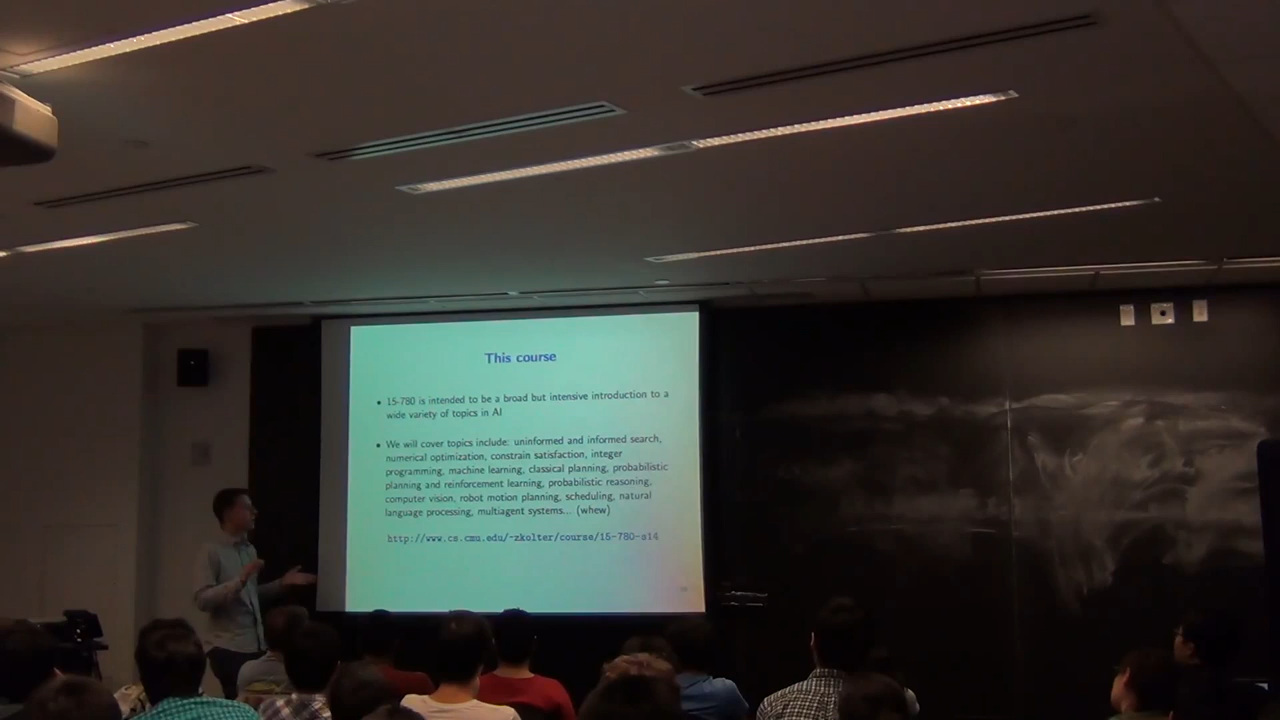 This course
• 15-780 is intended to be a broad but intensive introduction to a
wide variety of topics in AI
• We will cover topics include: uninformed and informed search,
numerical optimization, constrain satisfaction, integer
programming, machine learning, classical planning, probabilistic
planning and reinforcement learning, probabilistic reasoning,
computer vision, robot motion planning, scheduling, natural
language processing, multiagent systems... (whew)
http://www.cs.cmu.edu/~zkolter/course/15-780-s14